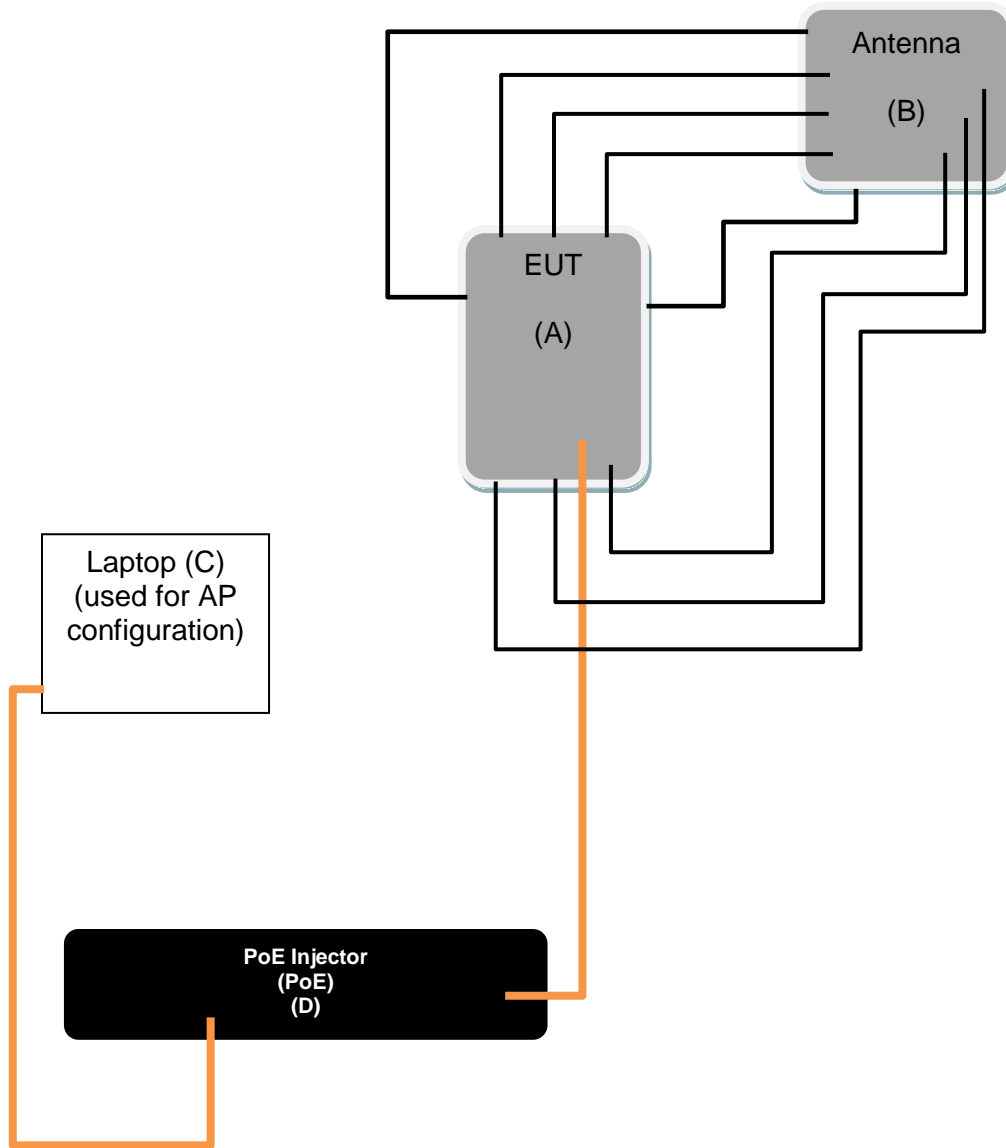 Antenna
(B)
EUT
(A)
Laptop (C)
(used for AP
configuration)
PoE Injector
(PoE)
(D)